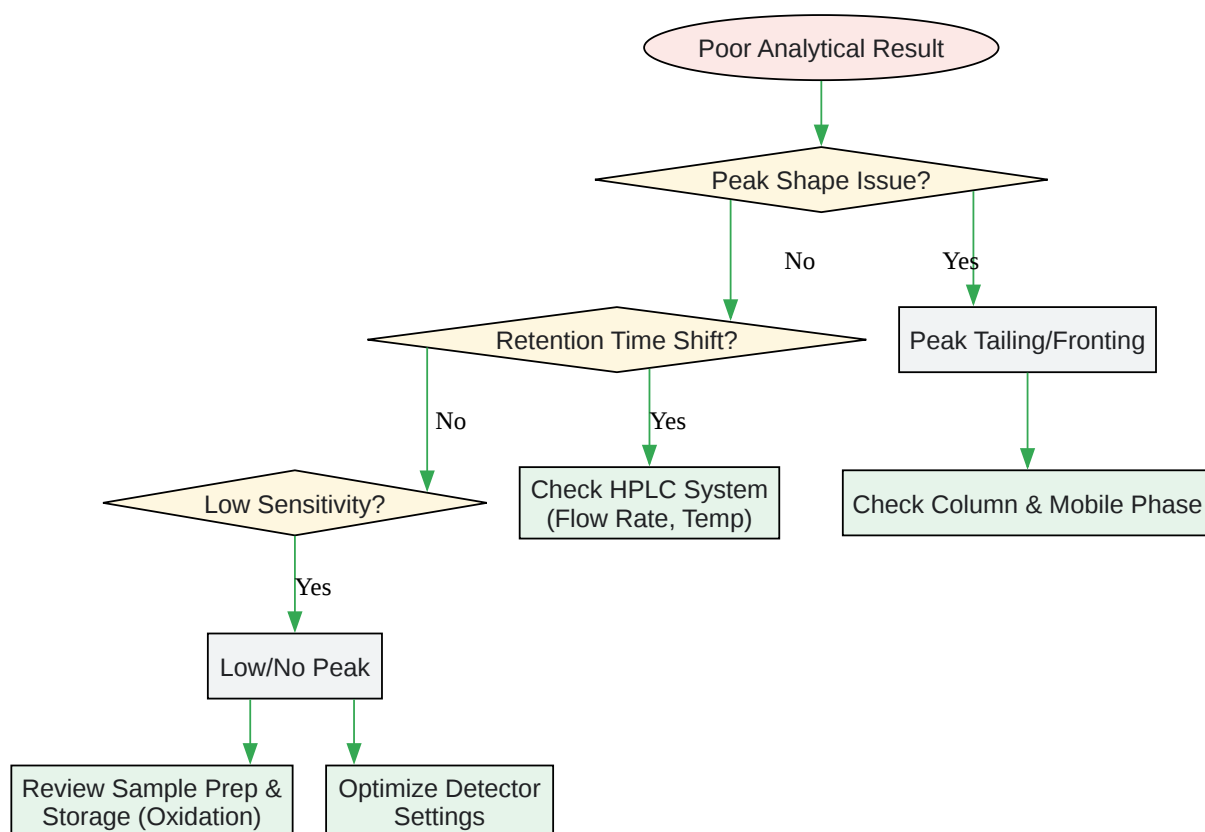 Poor Analytical Result
Peak Shape Issue?
No
Yes
Retention Time Shift?
Peak Tailing/Fronting
No
Yes
Low Sensitivity?
Check HPLC System
(Flow Rate, Temp)
Check Column & Mobile Phase
Yes
Low/No Peak
Review Sample Prep &
Storage (Oxidation)
Optimize Detector
Settings